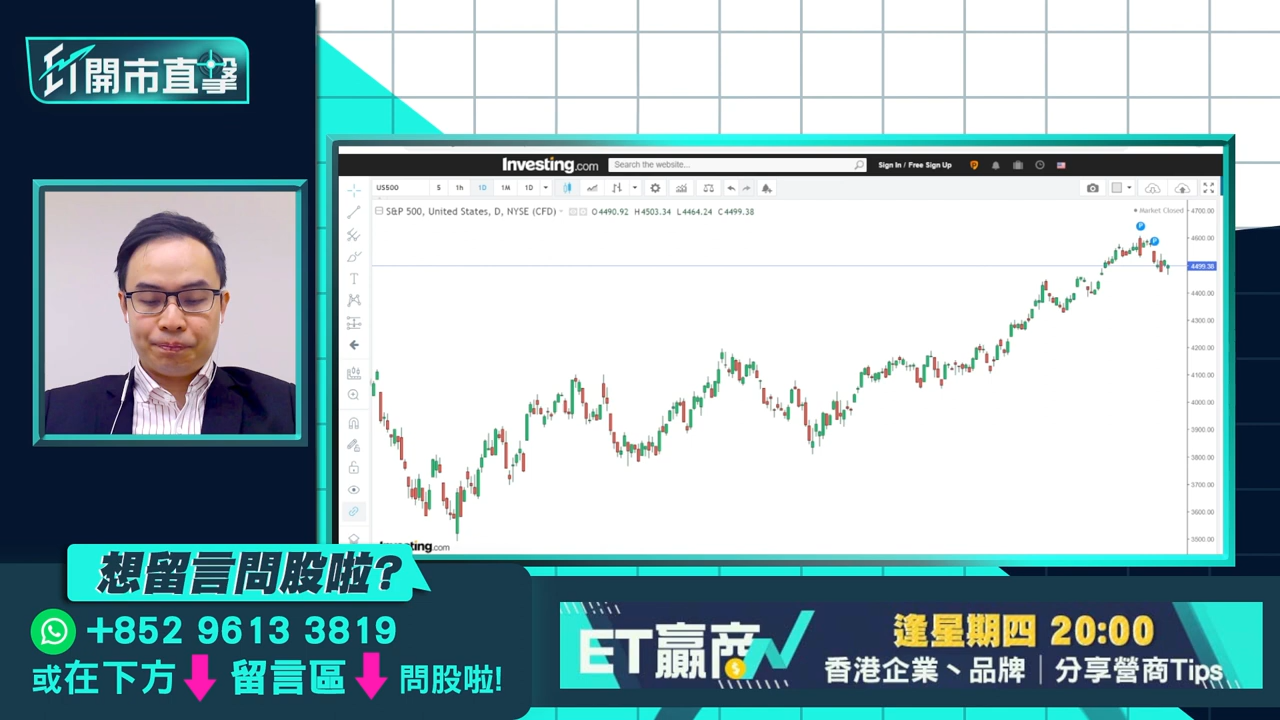 ET開市直擊
Investing.com
Search the website...
Sign In / Free Sign Up
US500
5
1h
1D
1M
1D
S&P 500, United States, D, NYSE (CFD)
O4490.92 H4503.34 L4464.24 C4499.38
Market Closed
P
P
4700.00
4600.00
4499.38
4400.00
4300.00
4200.00
4100.00
4000.00
3900.00
3800.00
3700.00
3600.00
3500.00
ting.com
想留言問股啦?
+852 9613 3819
或在下方
留言區
問股啦!
ET贏商
逢星期四 20:00
香港企業、品牌｜分享營商Tips